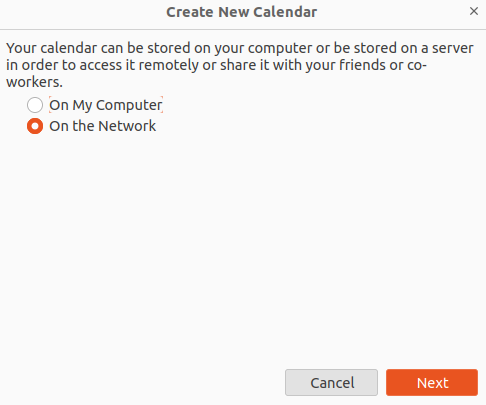 Create New Calendar
Your calendar can be stored on your computer or be stored on a server
in order to access it remotely or share it with your friends or co-
workers.
On My Computer
On the Network
Cancel
Next